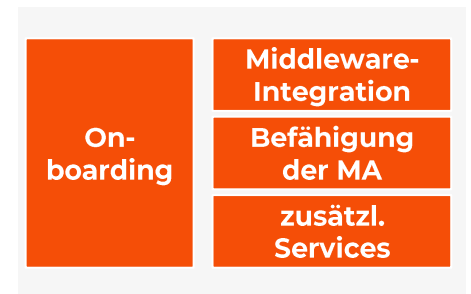 On-
boarding
Middleware-
Integration
Befähigung
der MA
zusätzl.
Services